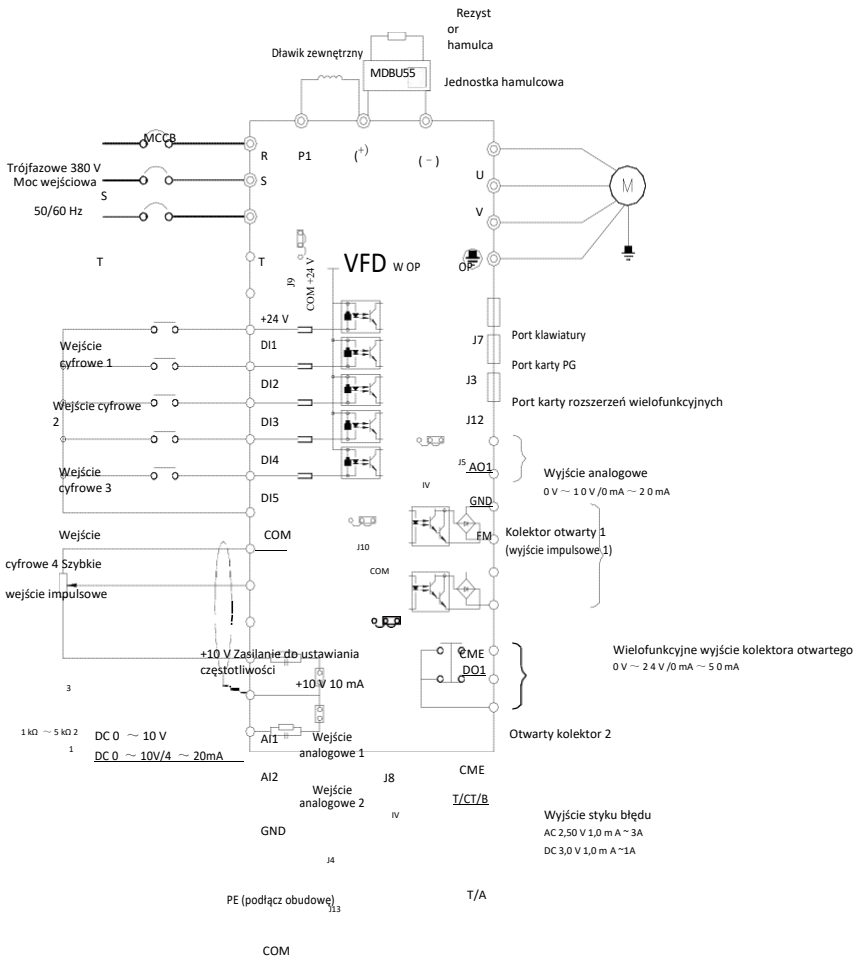 Rezyst
or
hamulca
Dławik zewnętrzny
MDBU55
Jednostka hamulcowa
MCCB
R
P1
(+)
(−)
Trójfazowe 380 V
Moc wejściowa
S
S
U
50/60 Hz
V
T
T
J9
COM +24 V
VFD
W OP
OP
M
+24 V
Wejście
cyfrowe 1
DI1
J7
Port klawiatury
Port karty PG
DI2
J3
Wejście cyfrowe
2
Port karty rozszerzeń wielofunkcyjnych
DI3
J12
DI4
J5
AO1
Wyjście analogowe
0 V ~ 10 V /0 mA ~ 20 mA
Wejście
cyfrowe 3
IV
DI5
GND
Wejście
COM
FM
Kolektor otwarty 1
(wyjście impulsowe 1)
J10
cyfrowe 4 Szybkie
COM
wejście impulsowe
+10 V Zasilanie do ustawiania
częstotliwości
CME
DO1
Wielofunkcyjne wyjście kolektora otwartego
0 V ~ 24 V /0 mA ~ 50 mA
+10 V 10 mA
3
1 kΩ ~ 5 kΩ 2
1
DC 0 ~ 10 V
DC 0 ~ 10V/4 ~ 20mA
AI1
Wejście
analogowe 1
Otwarty kolektor 2
AI2
J8
CME
Wejście
analogowe 2
T/CT/B
IV
Wyjście styku błędu
AC 2,50 V 1,0 m A ~ 3A
DC 3,0 V 1,0 m A ~1A
GND
J4
PE (podłącz obudowę)
J13
T/A
COM